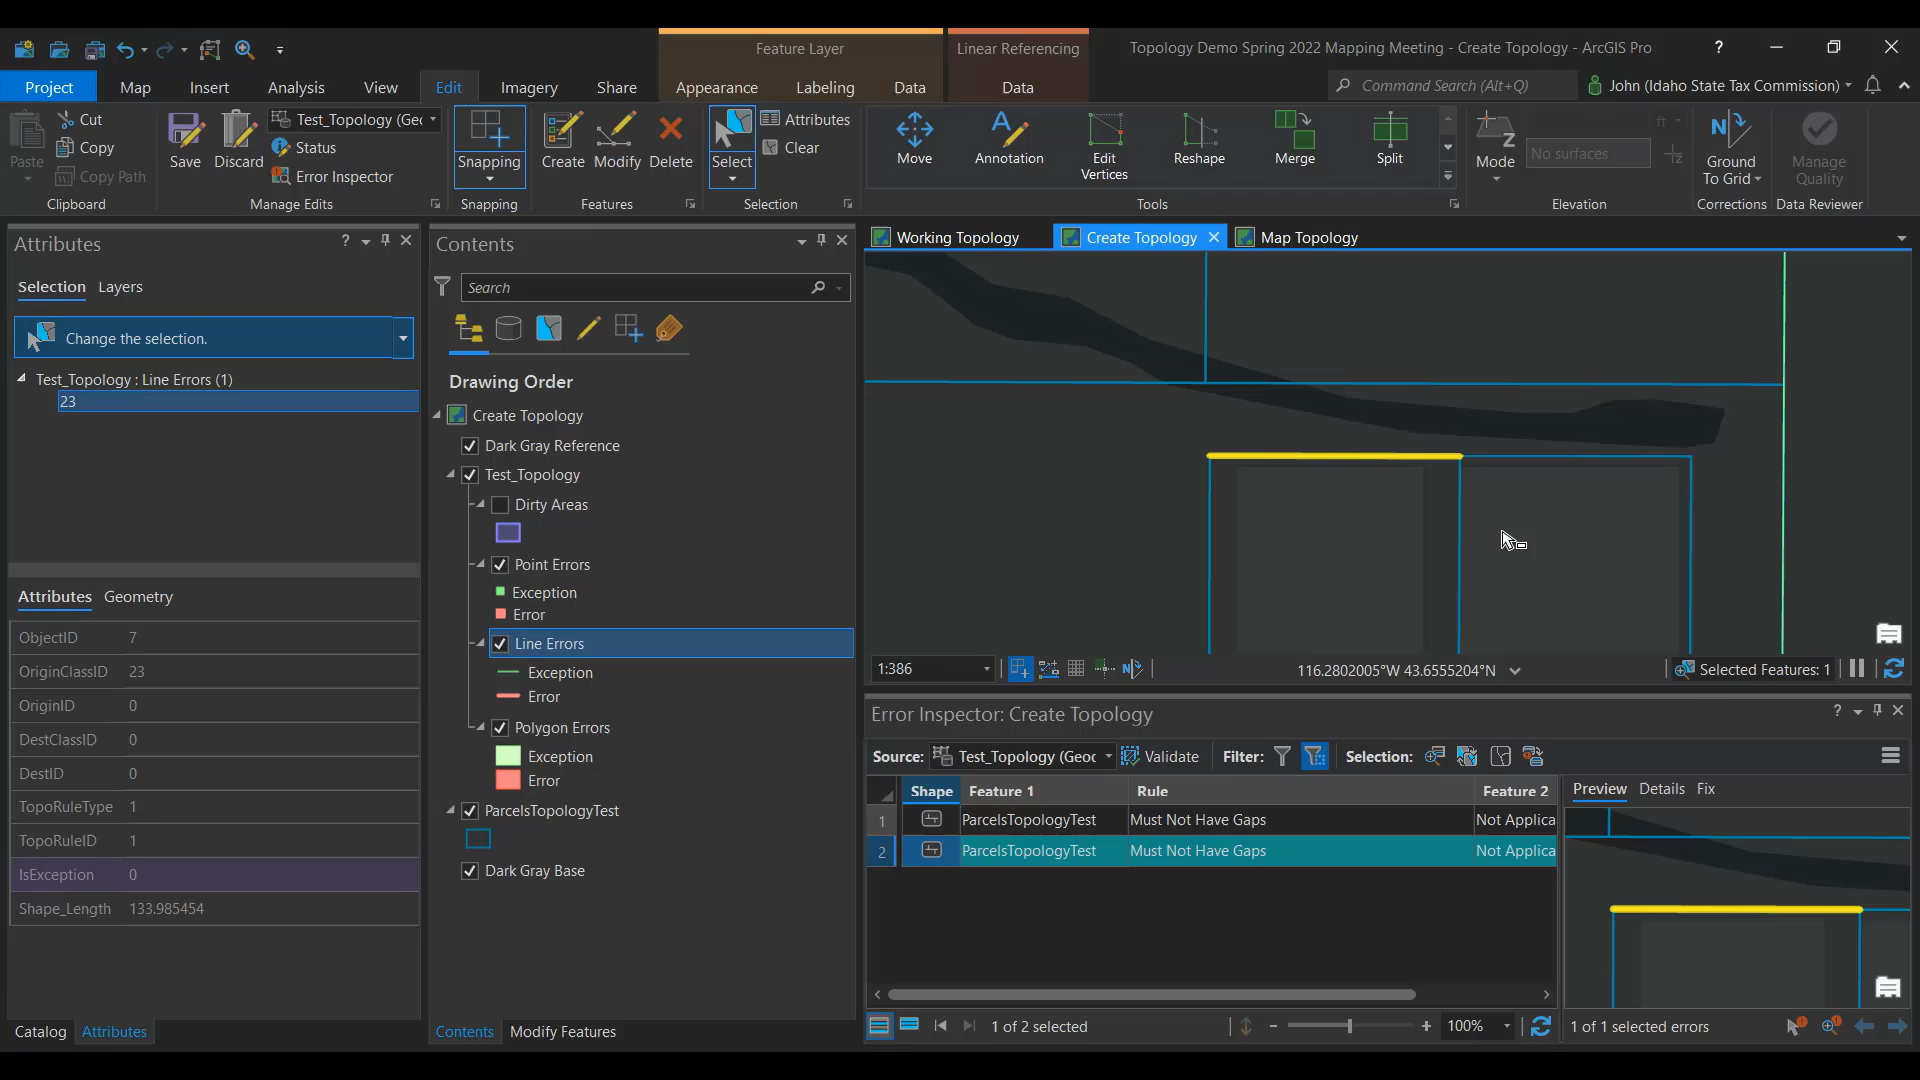 Feature Layer
Linear Referencing
Topology Demo Spring 2022 Mapping Meeting - Create Topology - ArcGIS Pro
?
Project
Map
Insert
Analysis
View
Edit
Imagery
Share
Appearance
Labeling
Data
Data
Command Search (Alt+Q)
John (Idaho State Tax Commission)
Paste
Cut
Copy
Copy Path
Clipboard
Save
Discard
Test_Topology (Geo
Status
Error Inspector
Manage Edits
Snapping
Snapping
Create
Modify
Delete
Features
Select
Attributes
Clear
Selection
Move
Annotation
Edit
Vertices
Reshape
Merge
Split
Tools
Mode
ft
No surfaces
Elevation
Ground
To Grid
Corrections
Manage
Quality
Data Reviewer
Attributes
?
Selection
Layers
Change the selection.
Test_Topology : Line Errors (1)
23
Attributes
Geometry
ObjectID 7
OriginClassID 23
OriginID 0
DestClassID 0
DestID 0
TopoRuleType 1
TopoRuleID 1
IsException 0
Shape_Length 133.985454
Catalog
Attributes
Contents
Search
Drawing Order
Create Topology
Dark Gray Reference
Test_Topology
Dirty Areas
Point Errors
Exception
Error
Line Errors
Exception
Error
Polygon Errors
Exception
Error
ParcelsTopologyTest
Dark Gray Base
Contents
Modify Features
Working Topology
Create Topology
Map Topology
1:386
116.2802005°W 43.6555204°N
Selected Features: 1
Error Inspector: Create Topology
?
Source:
Test_Topology (Geoc
Validate
Filter:
Selection:
Shape
Feature 1
Rule
Feature 2
1 ParcelsTopologyTest Must Not Have Gaps Not Applica
2 ParcelsTopologyTest Must Not Have Gaps Not Applica
Preview
Details
Fix
1 of 2 selected
100%
1 of 1 selected errors